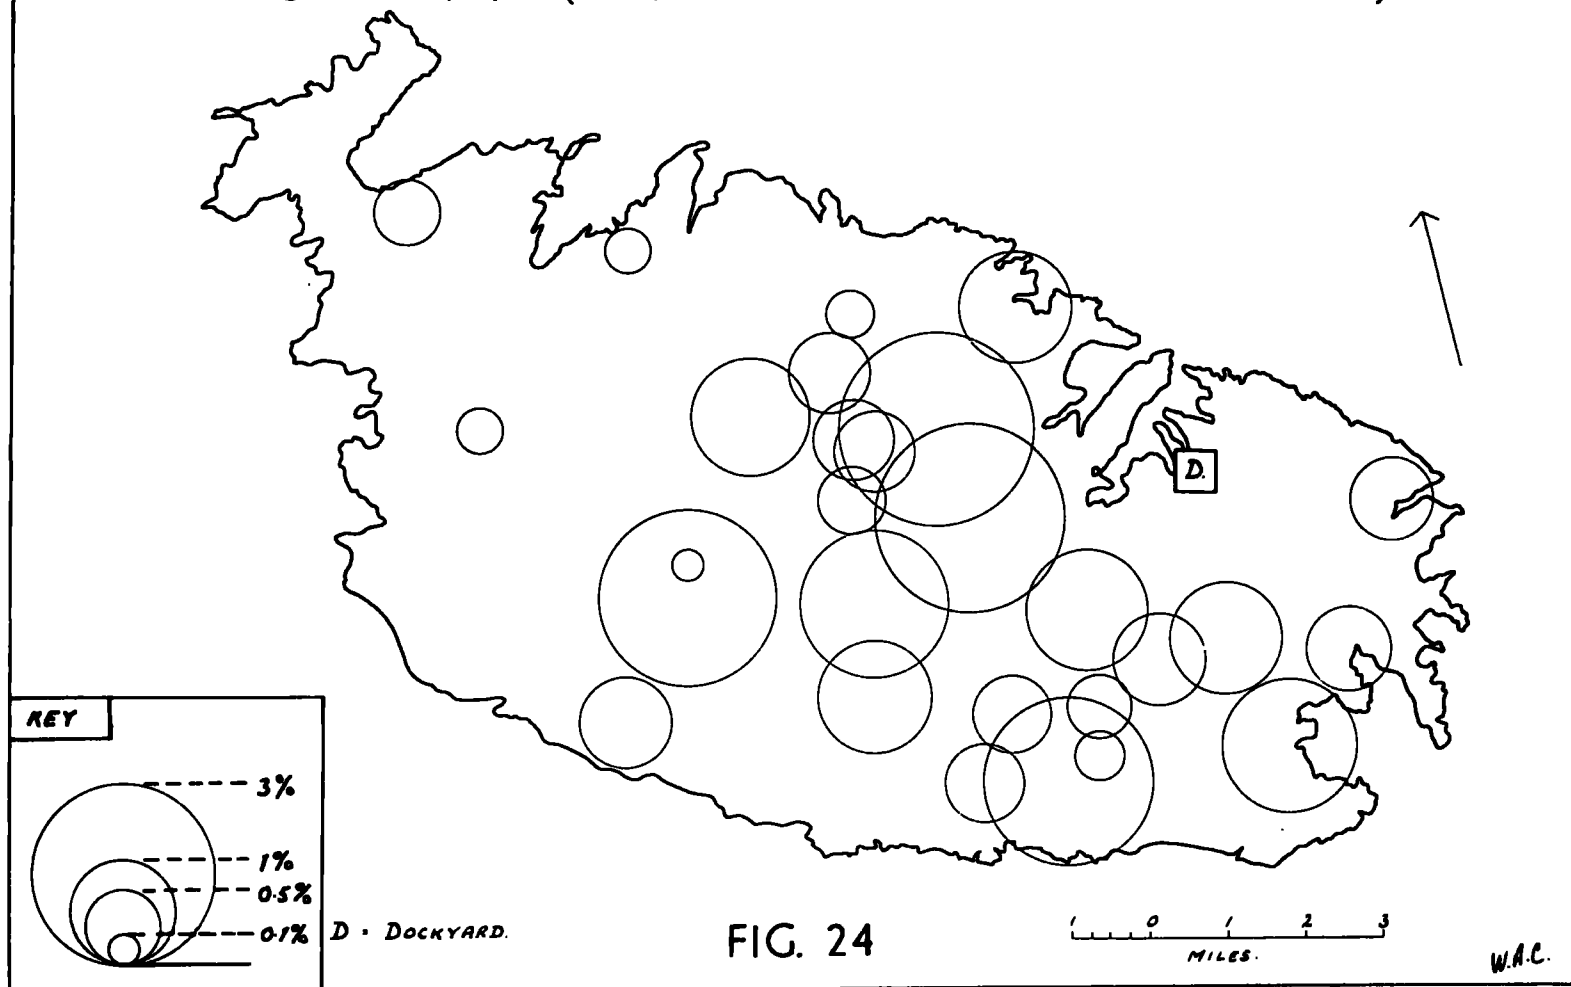 D.
KEY
3%
1%
0.5%
0.1%
D = DOCKYARD.
FIG. 24
1 0 1 2 3
MILES.
W.A.C.